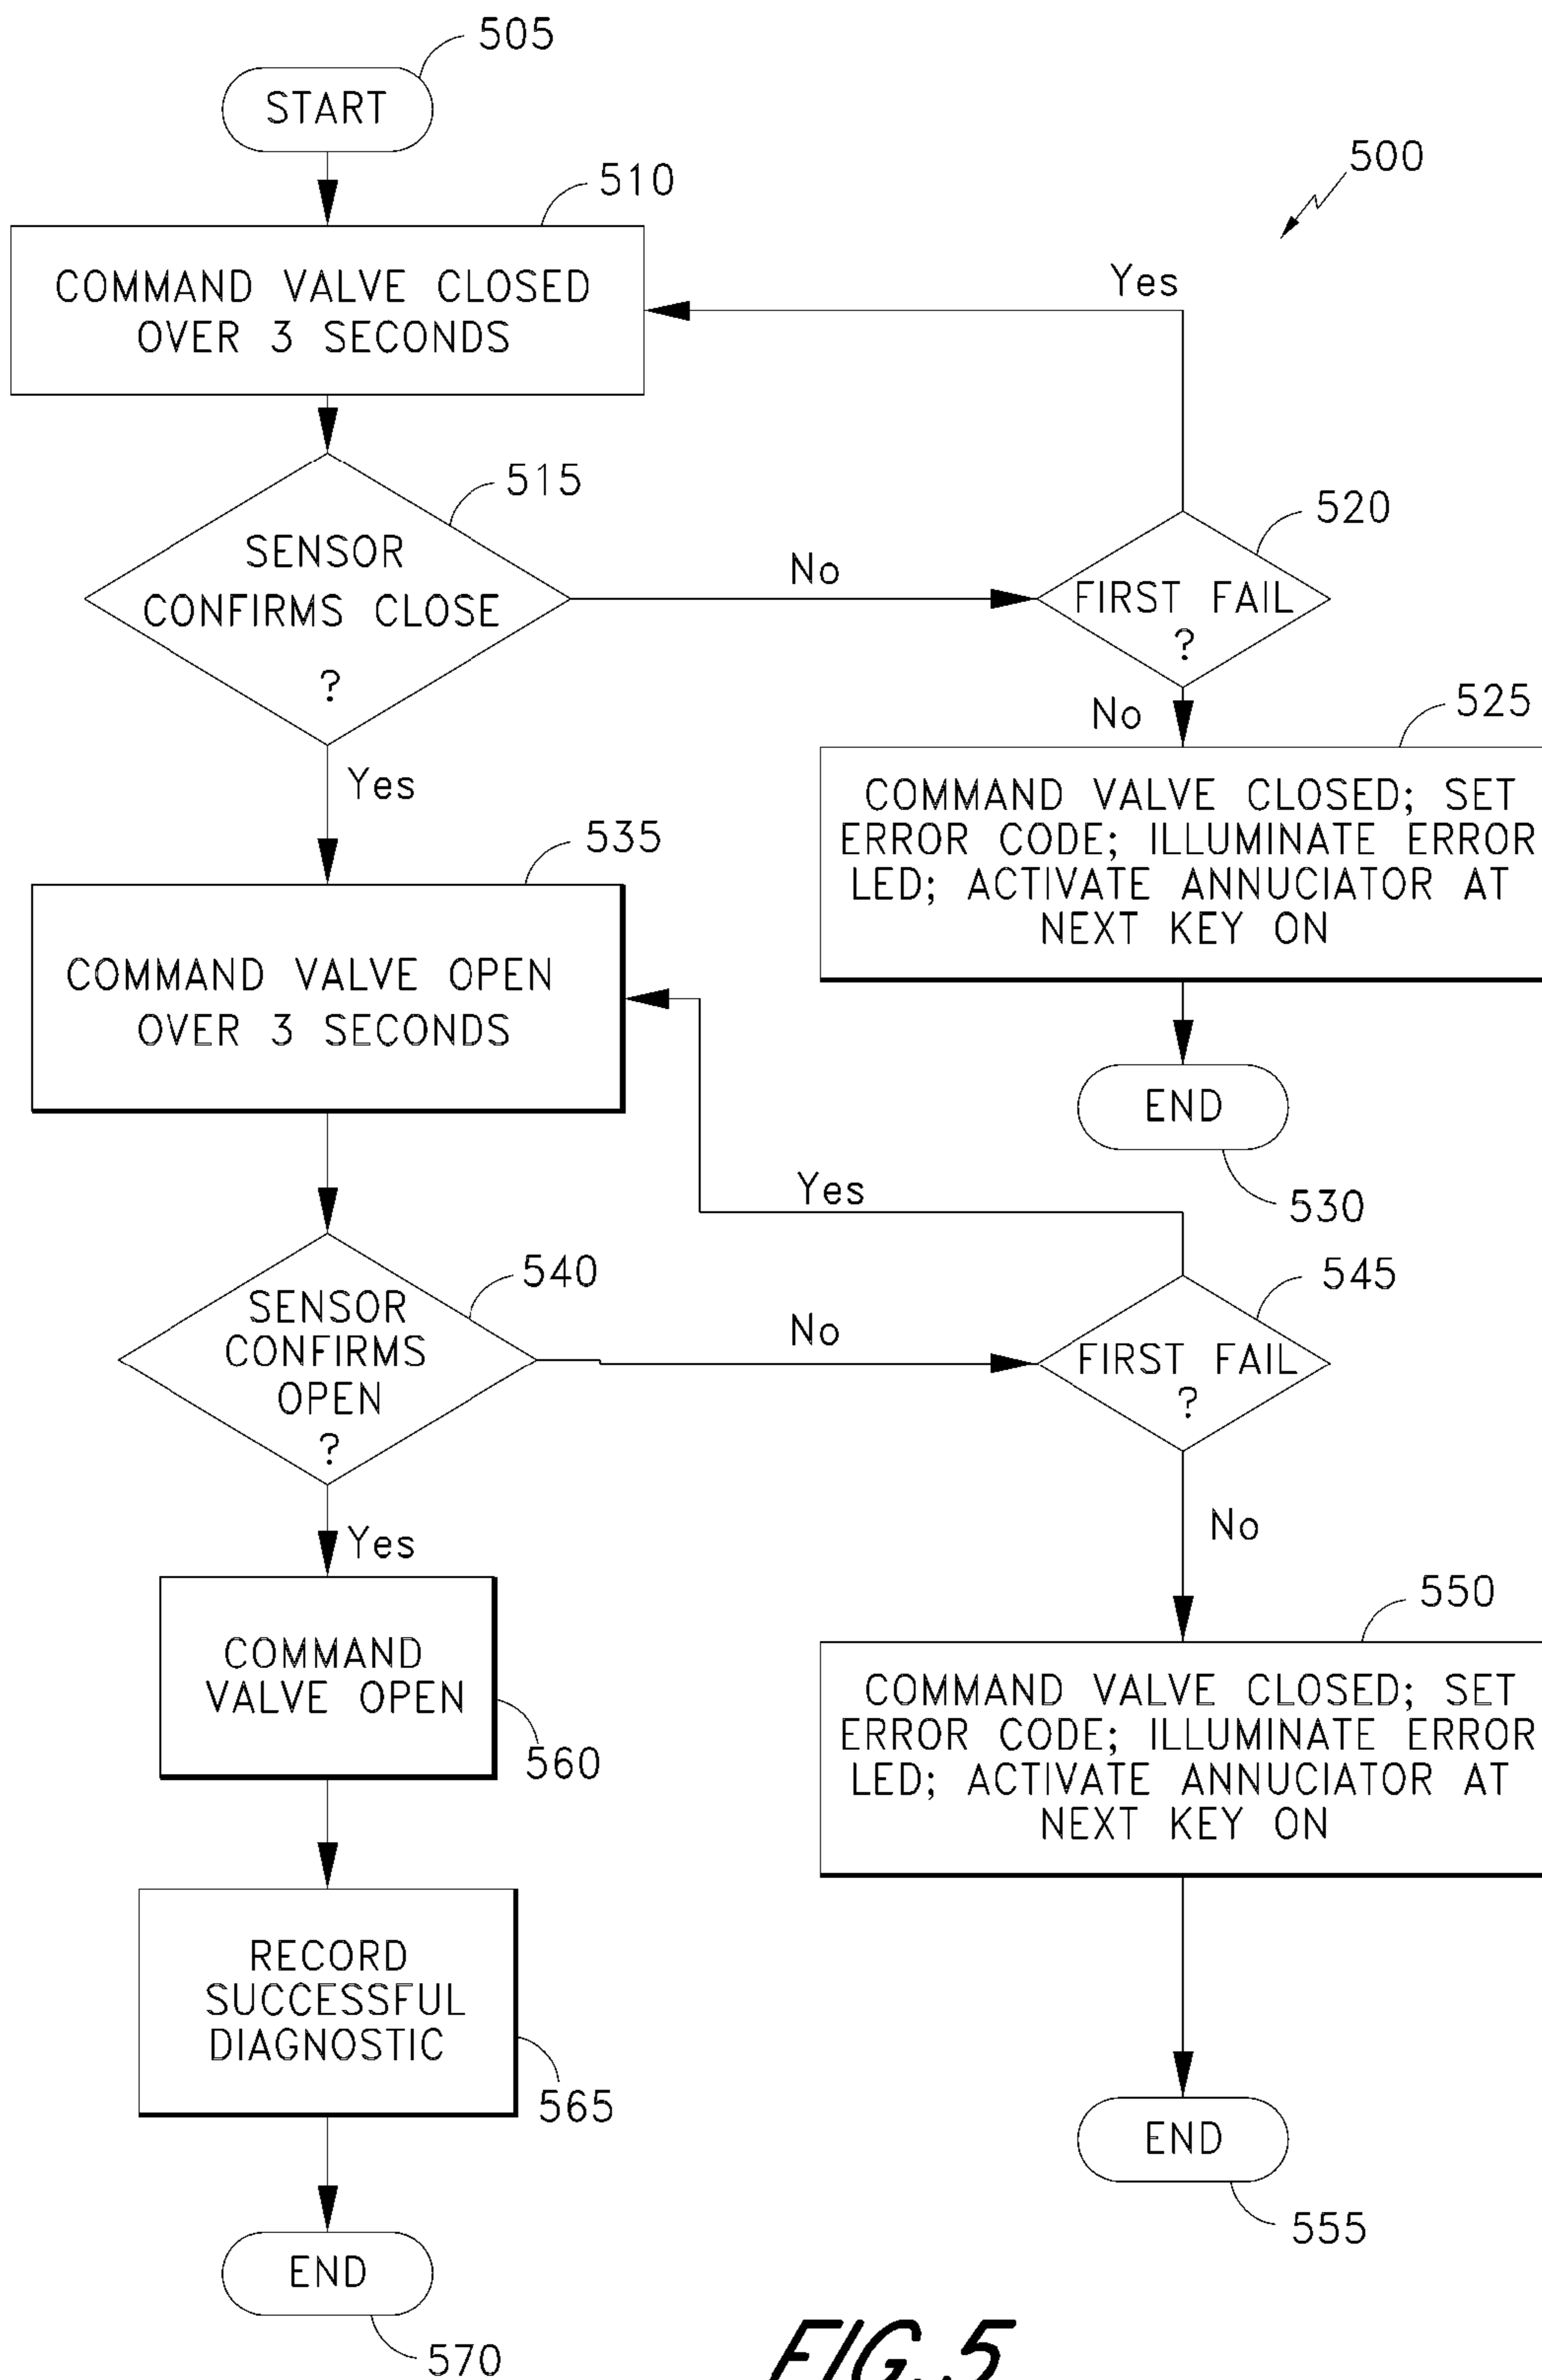 505
START
500
510
COMMAND VALVE CLOSED
OVER 3 SECONDS
Yes
515
SENSOR
CONFIRMS CLOSE
?
No
520
FIRST FAIL
?
No
525
COMMAND VALVE CLOSED; SET
ERROR CODE; ILLUMINATE ERROR
LED; ACTIVATE ANNUCIATOR AT
NEXT KEY ON
Yes
535
COMMAND VALVE OPEN
OVER 3 SECONDS
END
530
Yes
540
SENSOR
CONFIRMS
OPEN
?
No
545
FIRST FAIL
?
Yes
No
COMMAND
VALVE OPEN
560
550
COMMAND VALVE CLOSED; SET
ERROR CODE; ILLUMINATE ERROR
LED; ACTIVATE ANNUCIATOR AT
NEXT KEY ON
RECORD
SUCCESSFUL
DIAGNOSTIC
565
END
555
END
570
FIG. 5